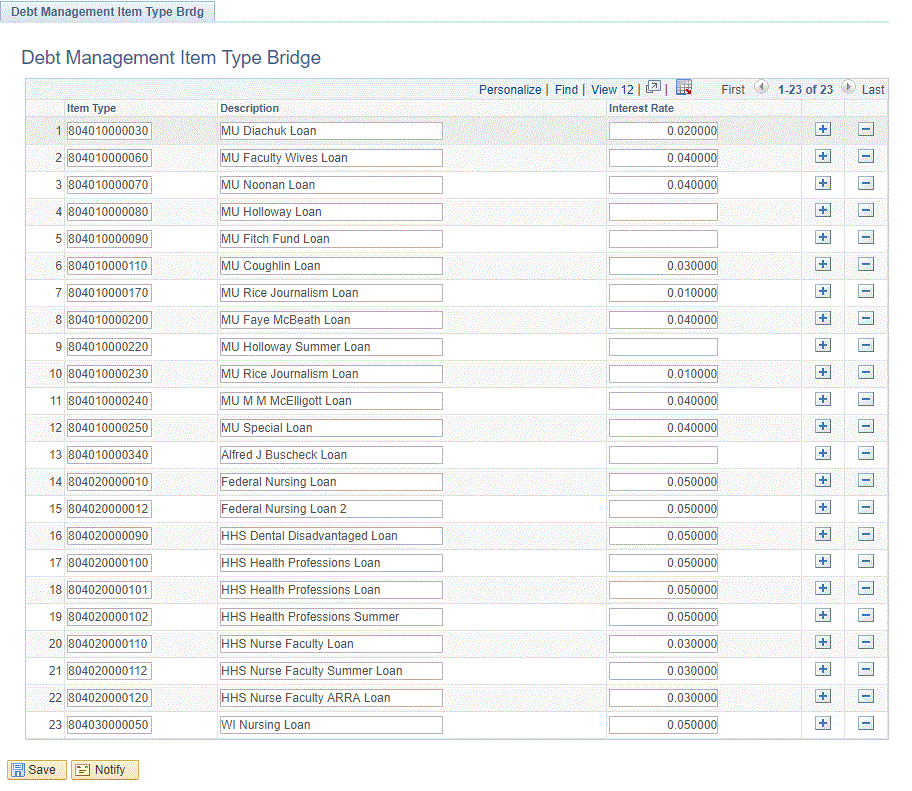 Debt Management Item Type Brdg
Debt Management Item Type Bridge
Personalize | Find | View 12 | | First 1-23 of 23 Last
Item Type Description Interest Rate
1 804010000030 MU Diachuk Loan 0.020000
2 804010000060 MU Faculty Wives Loan 0.040000
3 804010000070 MU Noonan Loan 0.040000
4 804010000080 MU Holloway Loan
5 804010000090 MU Fitch Fund Loan
6 804010000110 MU Coughlin Loan 0.030000
7 804010000170 MU Rice Journalism Loan 0.010000
8 804010000200 MU Faye McBeath Loan 0.040000
9 804010000220 MU Holloway Summer Loan
10 804010000230 MU Rice Journalism Loan 0.010000
11 804010000240 MU M M McElligott Loan 0.040000
12 804010000250 MU Special Loan 0.040000
13 804010000340 Alfred J Buscheck Loan
14 804020000010 Federal Nursing Loan 0.050000
15 804020000012 Federal Nursing Loan 2 0.050000
16 804020000090 HHS Dental Disadvantaged Loan 0.050000
17 804020000100 HHS Health Professions Loan 0.050000
18 804020000101 HHS Health Professions Loan 0.050000
19 804020000102 HHS Health Professions Summer 0.050000
20 804020000110 HHS Nurse Faculty Loan 0.030000
21 804020000112 HHS Nurse Faculty Summer Loan 0.030000
22 804020000120 HHS Nurse Faculty ARRA Loan 0.030000
23 804030000050 WI Nursing Loan 0.050000
Save Notify